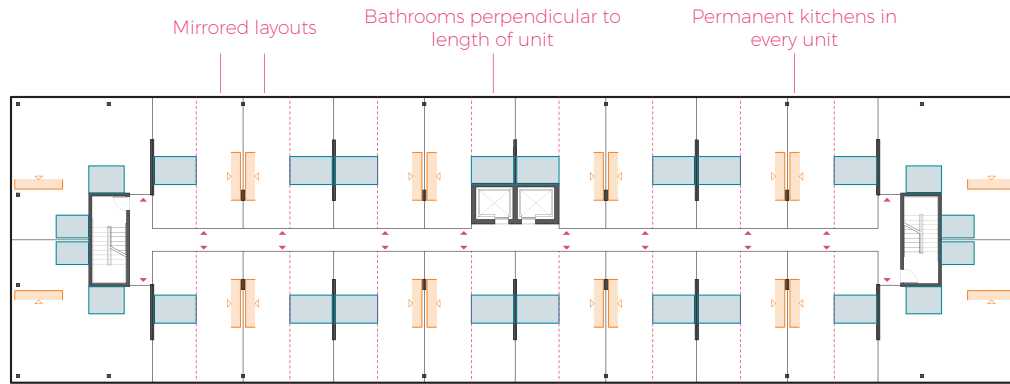 Mirrored layouts
Bathrooms perpendicular to
length of unit
Permanent kitchens in
every unit